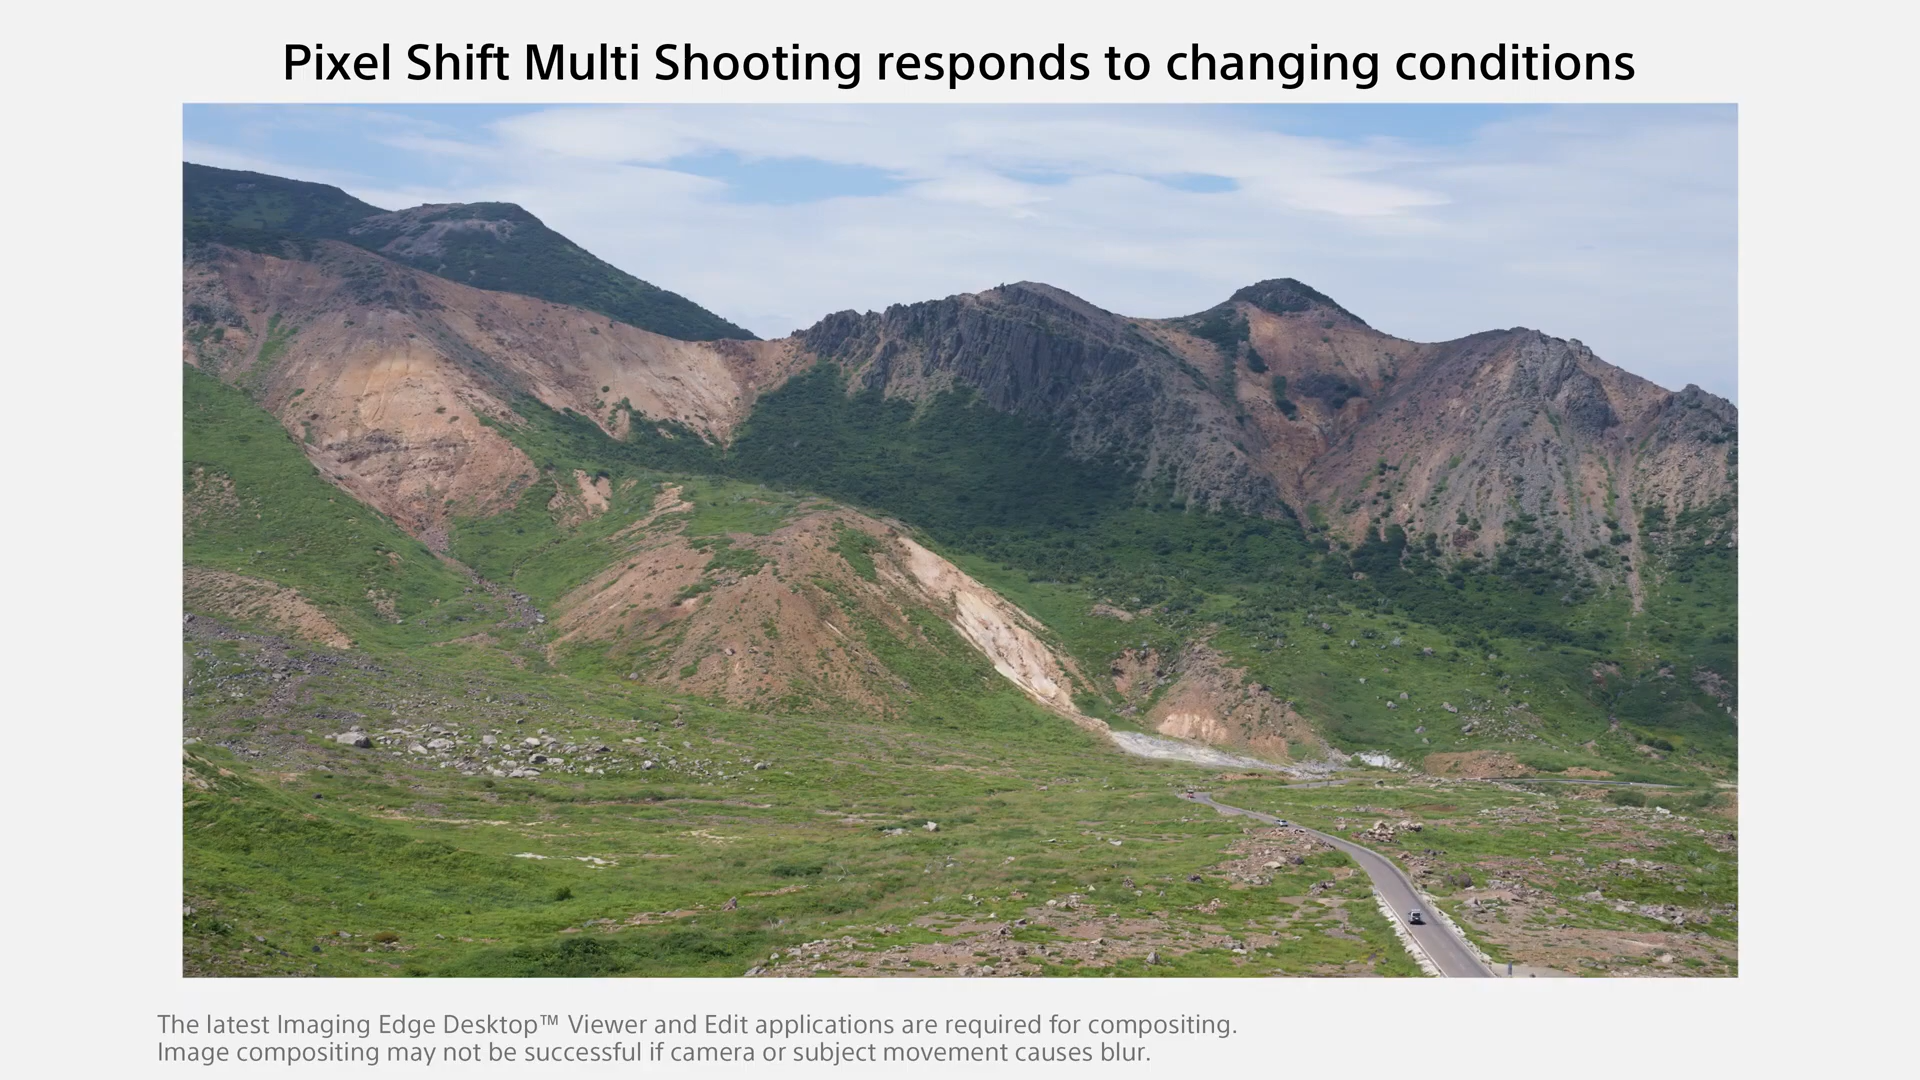 Pixel Shift Multi Shooting responds to changing conditions
The latest Imaging Edge Desktop™ Viewer and Edit applications are required for compositing.
Image compositing may not be successful if camera or subject movement causes blur.